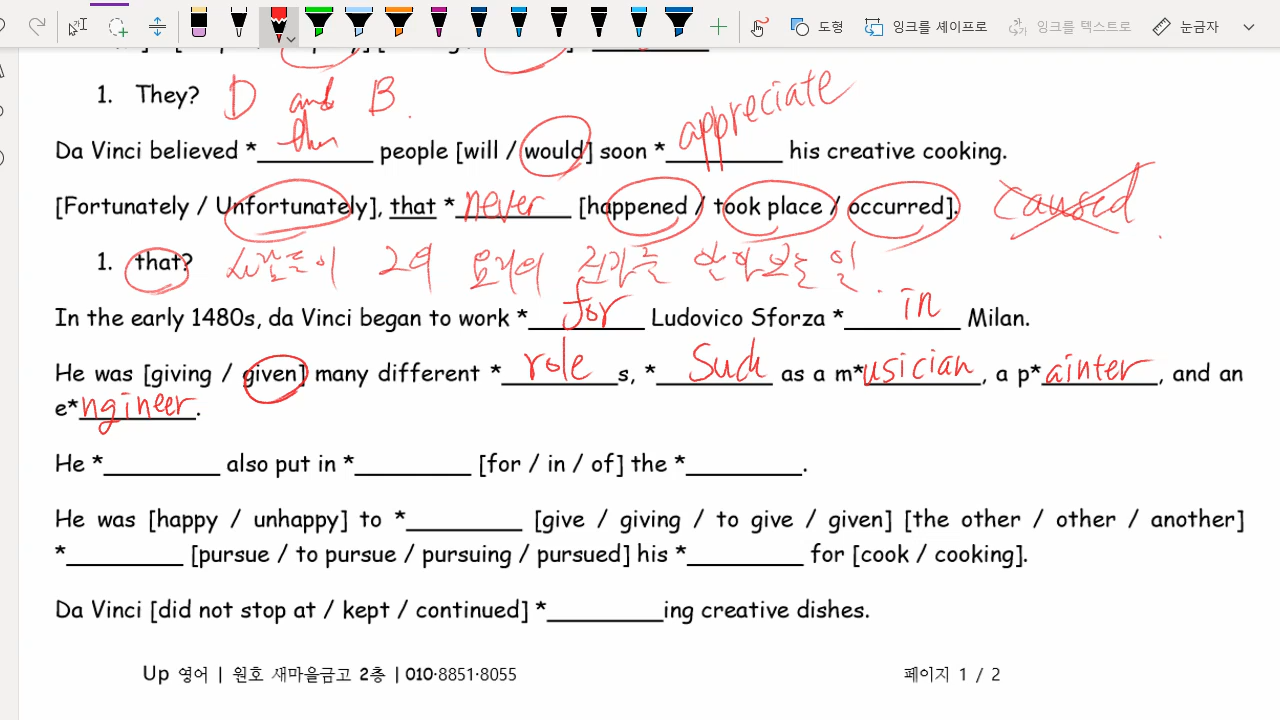 도형 잉크를 셰이프로 잉크를 텍스트로 눈금자
1. They? D and B.
then appreciate
Da Vinci believed *_________ people [will / would] soon *_________ his creative cooking.
[Fortunately / Unfortunately], that *never [happened / took place / occurred]. caused
1. that? 사람들이 그의 요리의 진가를 알아보는 일.
for in
In the early 1480s, da Vinci began to work *_________ Ludovico Sforza *_________ Milan.
He was [giving / given] many different *role s, *Such as a m*usician, a p*ainter, and an
e*ngineer.
He *_________ also put in *_________ [for / in / of] the *_________.
He was [happy / unhappy] to *_________ [give / giving / to give / given] [the other / other / another]
*_________ [pursue / to pursue / pursuing / pursued] his *_________ for [cook / cooking].
Da Vinci [did not stop at / kept / continued] *_________ing creative dishes.
Up 영어 | 원호 새마을금고 2층 | 010·8851·8055 페이지 1 / 2